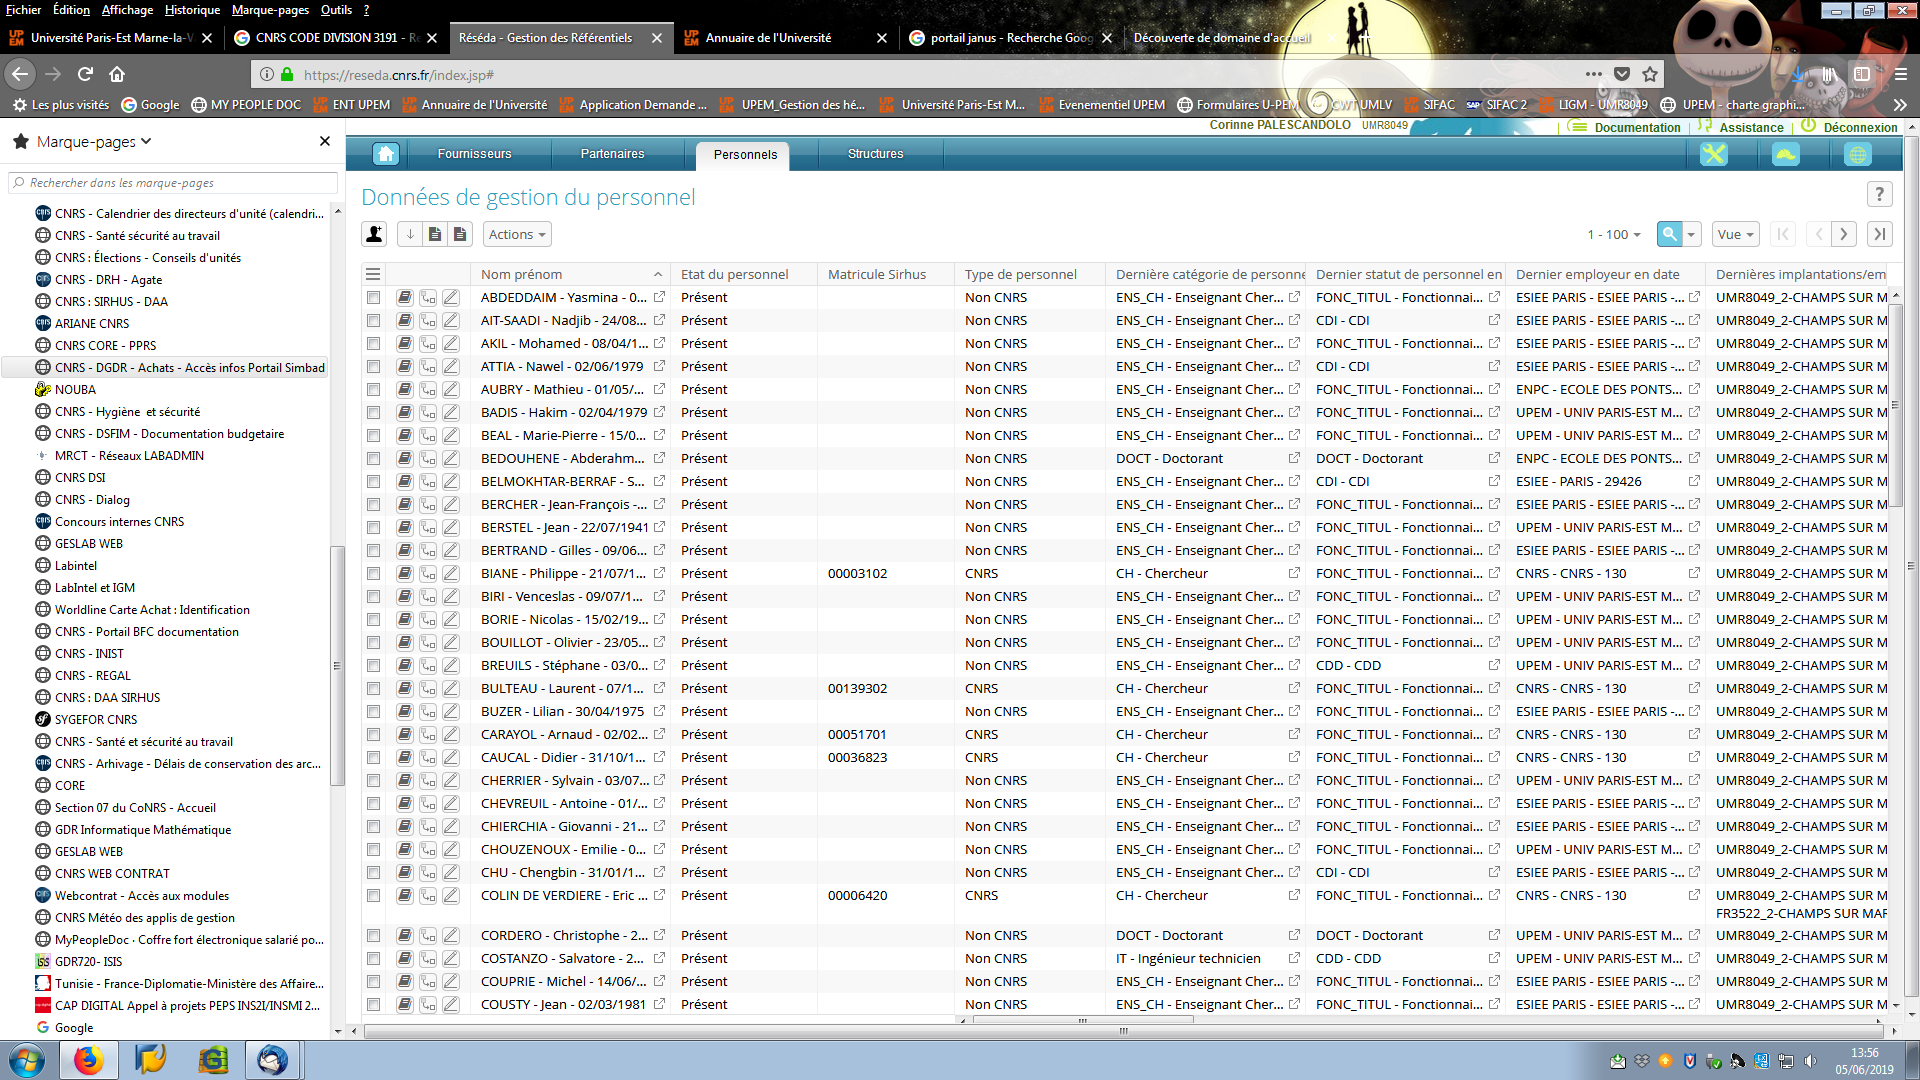 Fichier Édition Affichage Historique Marque-pages Outils ?
Université Paris-Est Marne-la-V
CNRS CODE DIVISION 3191 - Re
Réséda - Gestion des Référentiels
Annuaire de l'Université
portail janus - Recherche Goog
Découverte de domaine d'accueil
https://reseda.cnrs.fr/index.jsp#
Les plus visités Google MY PEOPLE DOC ENT UPEM Annuaire de l'Université Application Demande ... UPEM_Gestion des hé... Université Paris-Est M... Evenementiel UPEM Formulaires U-PEM CWT UMLV SIFAC SIFAC 2 LIGM - UMR8049 UPEM - charte graphi...
Marque-pages
Rechercher dans les marque-pages
CNRS - Calendrier des directeurs d'unité (calendri...
CNRS - Santé sécurité au travail
CNRS : Élections - Conseils d'unités
CNRS - DRH - Agate
CNRS : SIRHUS - DAA
ARIANE CNRS
CNRS CORE - PPRS
CNRS - DGDR - Achats - Accès infos Portail Simbad
NOUBA
CNRS - Hygiène et sécurité
CNRS - DSFIM - Documentation budgetaire
MRCT - Réseaux LABADMIN
CNRS DSI
CNRS - Dialog
Concours internes CNRS
GESLAB WEB
Labintel
LabIntel et IGM
Worldline Carte Achat : Identification
CNRS - Portail BFC documentation
CNRS - INIST
CNRS - REGAL
CNRS : DAA SIRHUS
SYGEFOR CNRS
CNRS - Santé et sécurité au travail
CNRS - Arhivage - Délais de conservation des arc...
CORE
Section 07 du CoNRS - Accueil
GDR Informatique Mathématique
GESLAB WEB
CNRS WEB CONTRAT
Webcontrat - Accès aux modules
CNRS Météo des applis de gestion
MyPeopleDoc · Coffre fort électronique salarié po...
GDR720- ISIS
Tunisie - France-Diplomatie-Ministère des Affaire...
CAP DIGITAL Appel à projets PEPS INS2I/INSMI 2...
Google
Corinne PALESCANDOLO UMR8049 Documentation Assistance Déconnexion
Fournisseurs Partenaires Personnels Structures
Données de gestion du personnel
?
Actions 1 - 100 Vue
Nom prénom Etat du personnel Matricule Sirhus Type de personnel Dernière catégorie de personne Dernier statut de personnel en Dernier employeur en date Dernières implantations/em
ABDEDDAIM - Yasmina - 0... Présent Non CNRS ENS_CH - Enseignant Cher... FONC_TITUL - Fonctionnai... ESIEE PARIS - ESIEE PARIS -... UMR8049_2-CHAMPS SUR M
AIT-SAADI - Nadjib - 24/08... Présent Non CNRS ENS_CH - Enseignant Cher... CDI - CDI ESIEE PARIS - ESIEE PARIS -... UMR8049_2-CHAMPS SUR M
AKIL - Mohamed - 08/04/1... Présent Non CNRS ENS_CH - Enseignant Cher... FONC_TITUL - Fonctionnai... ESIEE PARIS - ESIEE PARIS -... UMR8049_2-CHAMPS SUR M
ATTIA - Nawel - 02/06/1979 Présent Non CNRS ENS_CH - Enseignant Cher... CDI - CDI ESIEE PARIS - ESIEE PARIS -... UMR8049_2-CHAMPS SUR M
AUBRY - Mathieu - 01/05/... Présent Non CNRS ENS_CH - Enseignant Cher... FONC_TITUL - Fonctionnai... ENPC - ECOLE DES PONTS... UMR8049_2-CHAMPS SUR M
BADIS - Hakim - 02/04/1979 Présent Non CNRS ENS_CH - Enseignant Cher... FONC_TITUL - Fonctionnai... UPEM - UNIV PARIS-EST M... UMR8049_2-CHAMPS SUR M
BEAL - Marie-Pierre - 15/0... Présent Non CNRS ENS_CH - Enseignant Cher... FONC_TITUL - Fonctionnai... UPEM - UNIV PARIS-EST M... UMR8049_2-CHAMPS SUR M
BEDOUHENE - Abderahm... Présent Non CNRS DOCT - Doctorant DOCT - Doctorant ENPC - ECOLE DES PONTS... UMR8049_2-CHAMPS SUR M
BELMOKHTAR-BERRAF - S... Présent Non CNRS ENS_CH - Enseignant Cher... CDI - CDI ESIEE - PARIS - 29426 UMR8049_2-CHAMPS SUR M
BERCHER - Jean-François -... Présent Non CNRS ENS_CH - Enseignant Cher... FONC_TITUL - Fonctionnai... ESIEE PARIS - ESIEE PARIS -... UMR8049_2-CHAMPS SUR M
BERSTEL - Jean - 22/07/1941 Présent Non CNRS ENS_CH - Enseignant Cher... FONC_TITUL - Fonctionnai... UPEM - UNIV PARIS-EST M... UMR8049_2-CHAMPS SUR M
BERTRAND - Gilles - 09/06... Présent Non CNRS ENS_CH - Enseignant Cher... FONC_TITUL - Fonctionnai... ESIEE PARIS - ESIEE PARIS -... UMR8049_2-CHAMPS SUR M
BIANE - Philippe - 21/07/1... Présent 00003102 CNRS CH - Chercheur FONC_TITUL - Fonctionnai... CNRS - CNRS - 130 UMR8049_2-CHAMPS SUR M
BIRI - Venceslas - 09/07/1... Présent Non CNRS ENS_CH - Enseignant Cher... FONC_TITUL - Fonctionnai... UPEM - UNIV PARIS-EST M... UMR8049_2-CHAMPS SUR M
BORIE - Nicolas - 15/02/19... Présent Non CNRS ENS_CH - Enseignant Cher... FONC_TITUL - Fonctionnai... UPEM - UNIV PARIS-EST M... UMR8049_2-CHAMPS SUR M
BOUILLOT - Olivier - 23/05... Présent Non CNRS ENS_CH - Enseignant Cher... FONC_TITUL - Fonctionnai... UPEM - UNIV PARIS-EST M... UMR8049_2-CHAMPS SUR M
BREUILS - Stéphane - 03/0... Présent Non CNRS ENS_CH - Enseignant Cher... CDD - CDD UPEM - UNIV PARIS-EST M... UMR8049_2-CHAMPS SUR M
BULTEAU - Laurent - 07/1... Présent 00139302 CNRS CH - Chercheur FONC_TITUL - Fonctionnai... CNRS - CNRS - 130 UMR8049_2-CHAMPS SUR M
BUZER - Lilian - 30/04/1975 Présent Non CNRS ENS_CH - Enseignant Cher... FONC_TITUL - Fonctionnai... ESIEE PARIS - ESIEE PARIS -... UMR8049_2-CHAMPS SUR M
CARAYOL - Arnaud - 02/02... Présent 00051701 CNRS CH - Chercheur FONC_TITUL - Fonctionnai... CNRS - CNRS - 130 UMR8049_2-CHAMPS SUR M
CAUCAL - Didier - 31/10/1... Présent 00036823 CNRS CH - Chercheur FONC_TITUL - Fonctionnai... CNRS - CNRS - 130 UMR8049_2-CHAMPS SUR M
CHERRIER - Sylvain - 03/07... Présent Non CNRS ENS_CH - Enseignant Cher... FONC_TITUL - Fonctionnai... UPEM - UNIV PARIS-EST M... UMR8049_2-CHAMPS SUR M
CHEVREUIL - Antoine - 01/... Présent Non CNRS ENS_CH - Enseignant Cher... FONC_TITUL - Fonctionnai... ESIEE PARIS - ESIEE PARIS -... UMR8049_2-CHAMPS SUR M
CHIERCHIA - Giovanni - 21... Présent Non CNRS ENS_CH - Enseignant Cher... FONC_TITUL - Fonctionnai... ESIEE PARIS - ESIEE PARIS -... UMR8049_2-CHAMPS SUR M
CHOUZENOUX - Emilie - 0... Présent Non CNRS ENS_CH - Enseignant Cher... FONC_TITUL - Fonctionnai... UPEM - UNIV PARIS-EST M... UMR8049_2-CHAMPS SUR M
CHU - Chengbin - 31/01/1... Présent Non CNRS ENS_CH - Enseignant Cher... CDI - CDI ESIEE PARIS - ESIEE PARIS -... UMR8049_2-CHAMPS SUR M
COLIN DE VERDIERE - Eric ... Présent 00006420 CNRS CH - Chercheur FONC_TITUL - Fonctionnai... CNRS - CNRS - 130 UMR8049_2-CHAMPS SUR M
FR3522_2-CHAMPS SUR MAR
CORDERO - Christophe - 2... Présent Non CNRS DOCT - Doctorant DOCT - Doctorant UPEM - UNIV PARIS-EST M... UMR8049_2-CHAMPS SUR M
COSTANZO - Salvatore - 2... Présent Non CNRS IT - Ingénieur technicien CDD - CDD UPEM - UNIV PARIS-EST M... UMR8049_2-CHAMPS SUR M
COUPRIE - Michel - 14/06/... Présent Non CNRS ENS_CH - Enseignant Cher... FONC_TITUL - Fonctionnai... ESIEE PARIS - ESIEE PARIS -... UMR8049_2-CHAMPS SUR M
COUSTY - Jean - 02/03/1981 Présent Non CNRS ENS_CH - Enseignant Cher... FONC_TITUL - Fonctionnai... ESIEE PARIS - ESIEE PARIS -... UMR8049_2-CHAMPS SUR M
13:56
05/06/2019